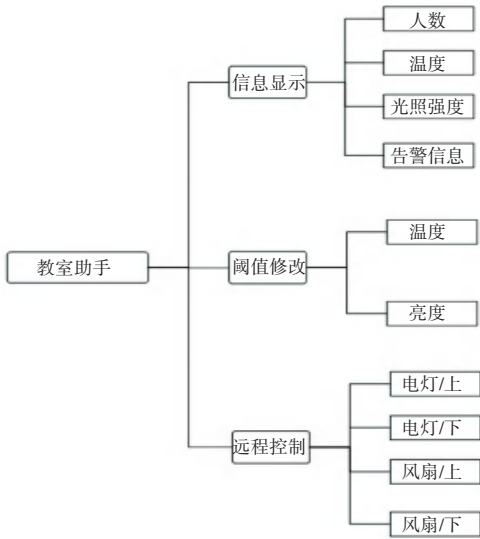 人数
温度
信息显示
光照强度
告警信息
温度
教室助手
阈值修改
亮度
电灯/上
电灯/下
远程控制
风扇/上
风扇/下